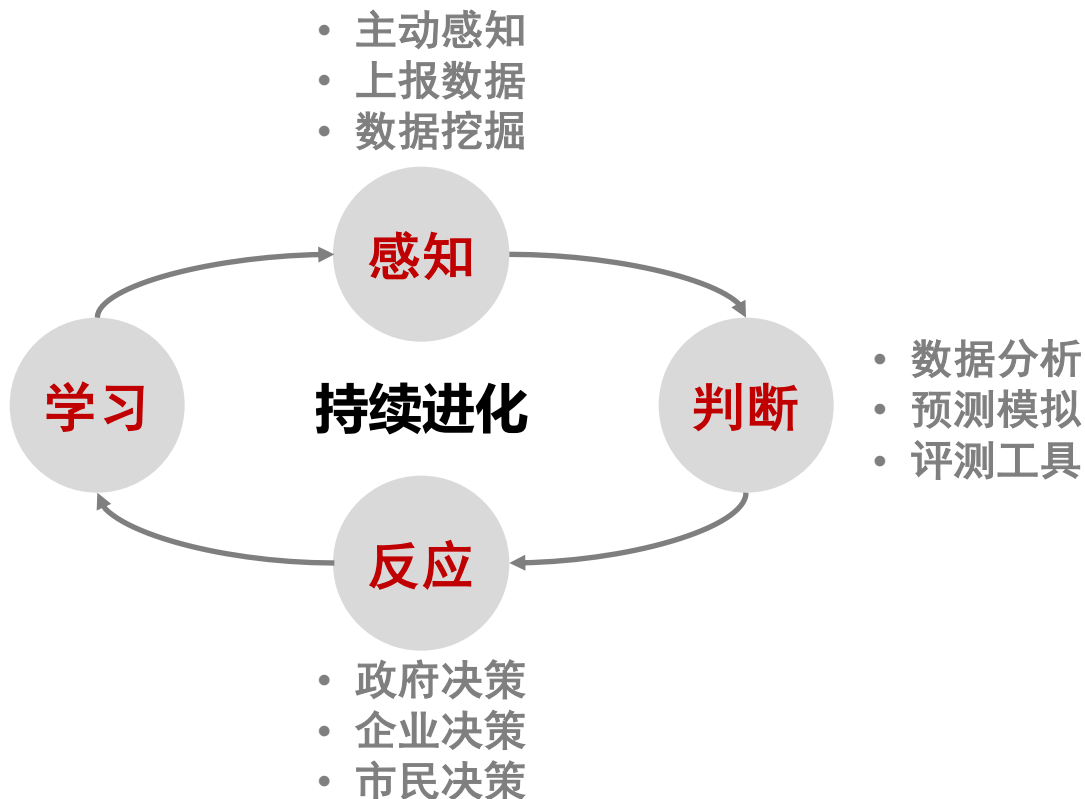 • 主动感知
• 上报数据
• 数据挖掘
感知
学习
持续进化
判断
• 数据分析
• 预测模拟
• 评测工具
反应
• 政府决策
• 企业决策
• 市民决策